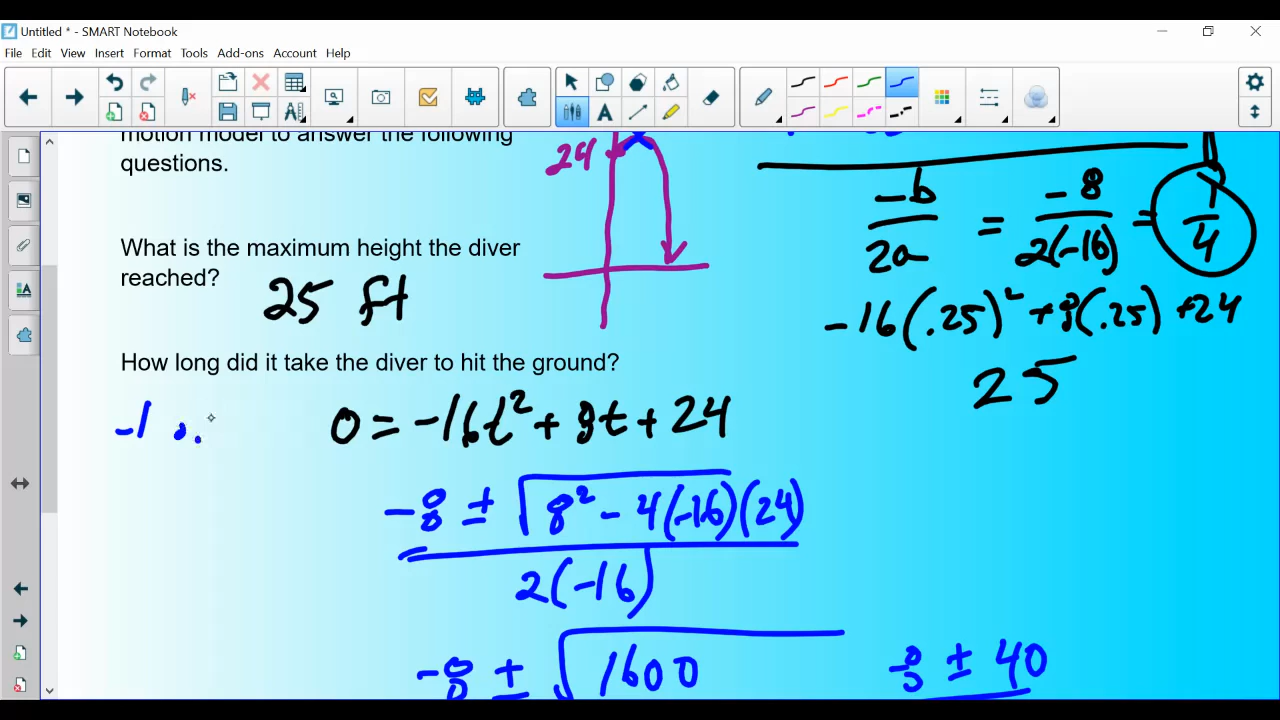 Untitled * - SMART Notebook
File Edit View Insert Format Tools Add-ons Account Help
motion model to answer the following
questions.
24
What is the maximum height the diver
reached?
25 ft
-b/2a = -8/2(-16) = 1/4
-16(.25)² + 8(.25) + 24
25
How long did it take the diver to hit the ground?
-1
0 = -16t² + 8t + 24
-8 ± √8² - 4(-16)(24)
2(-16)
-8 ± √1600
-8 ± 40